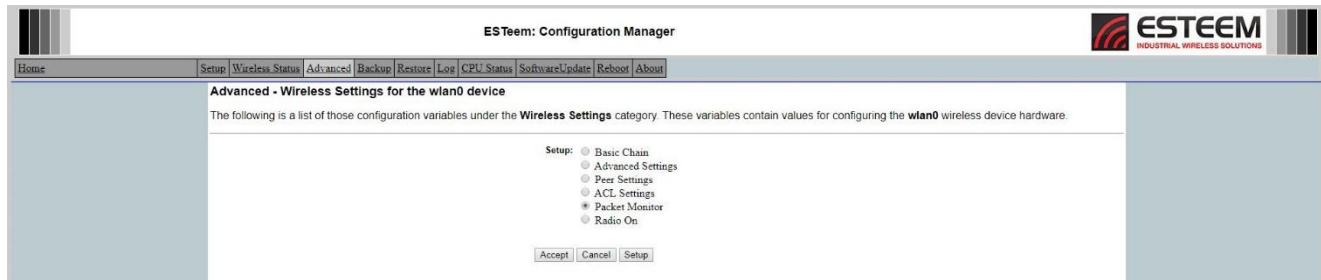 ESTeem: Configuration Manager
ESTEEM
INDUSTRIAL WIRELESS SOLUTIONS
Home Setup Wireless Status Advanced Backup Restore Log CPU Status SoftwareUpdate Reboot About
Advanced - Wireless Settings for the wlan0 device
The following is a list of those configuration variables under the Wireless Settings category. These variables contain values for configuring the wlan0 wireless device hardware.
Setup: Basic Chain
Advanced Settings
Peer Settings
ACL Settings
Packet Monitor
Radio On
Accept Cancel Setup